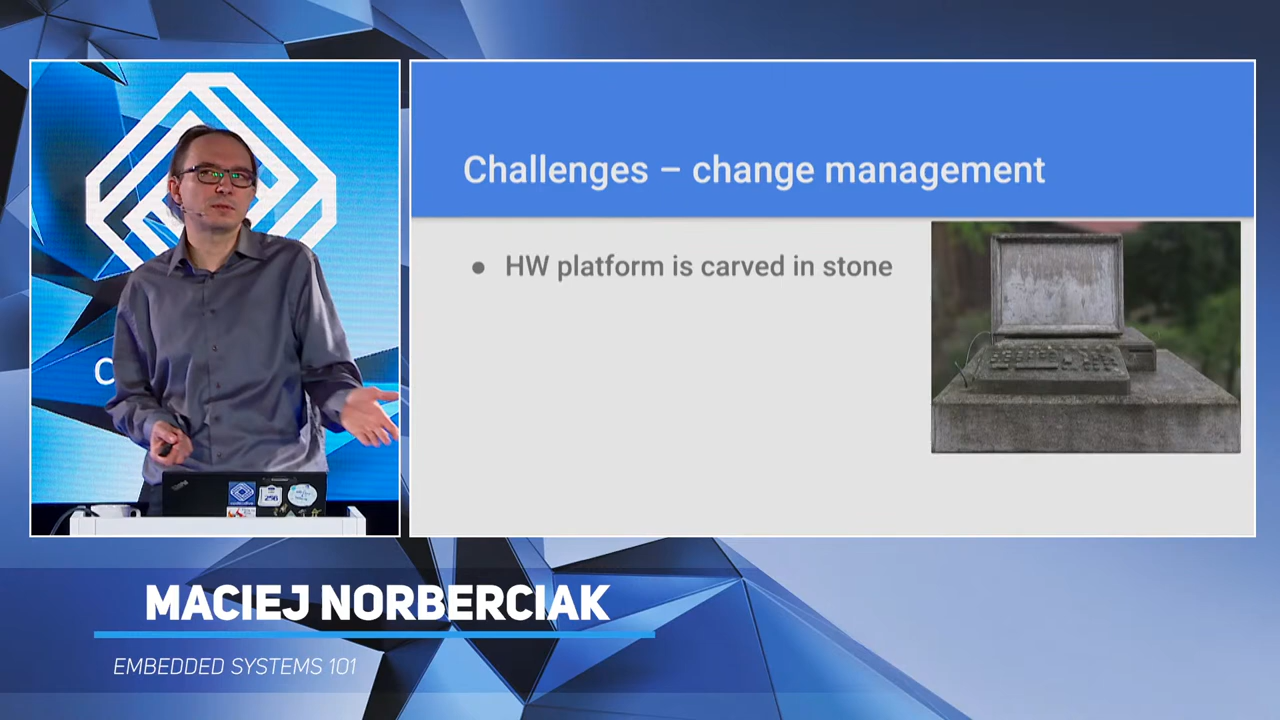 Challenges – change management
● HW platform is carved in stone
MACIEJ NORBERCIAK
EMBEDDED SYSTEMS 101